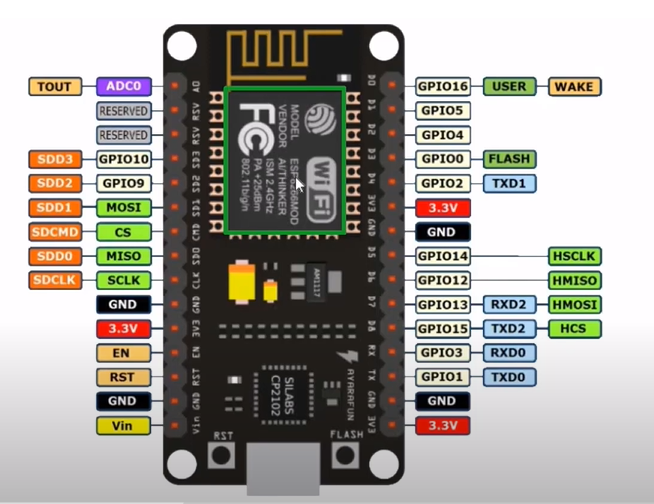 TOUT ADC0 A0 D0 GPIO16 USER WAKE
RESERVED RSV D1 GPIO5
RESERVED RSV D2 GPIO4
SDD3 GPIO10 SD3 D3 GPIO0 FLASH
SDD2 GPIO9 SD2 D4 GPIO2 TXD1
SDD1 MOSI SD1 3V3 3.3V
SDCMD CS CMD GND GND
SDD0 MISO SD0 D5 GPIO14 HSCLK
SDCLK SCLK CLK D6 GPIO12 HMISO
GND GND D7 GPIO13 RXD2 HMOSI
3.3V 3V3 D8 GPIO15 TXD2 HCS
EN EN RX GPIO3 RXD0
RST RST TX GPIO1 TXD0
GND GND GND GND
Vin Vin 3V3 3.3V
MODEL ESP8266MOD
VENDOR AI/THINKER
ISM 2.4GHz
PA +25dBm
802.11b/g/n
FC
Wi Fi
AM1117
SILABS
CP2102
AYARAFUN
RST
FLASH